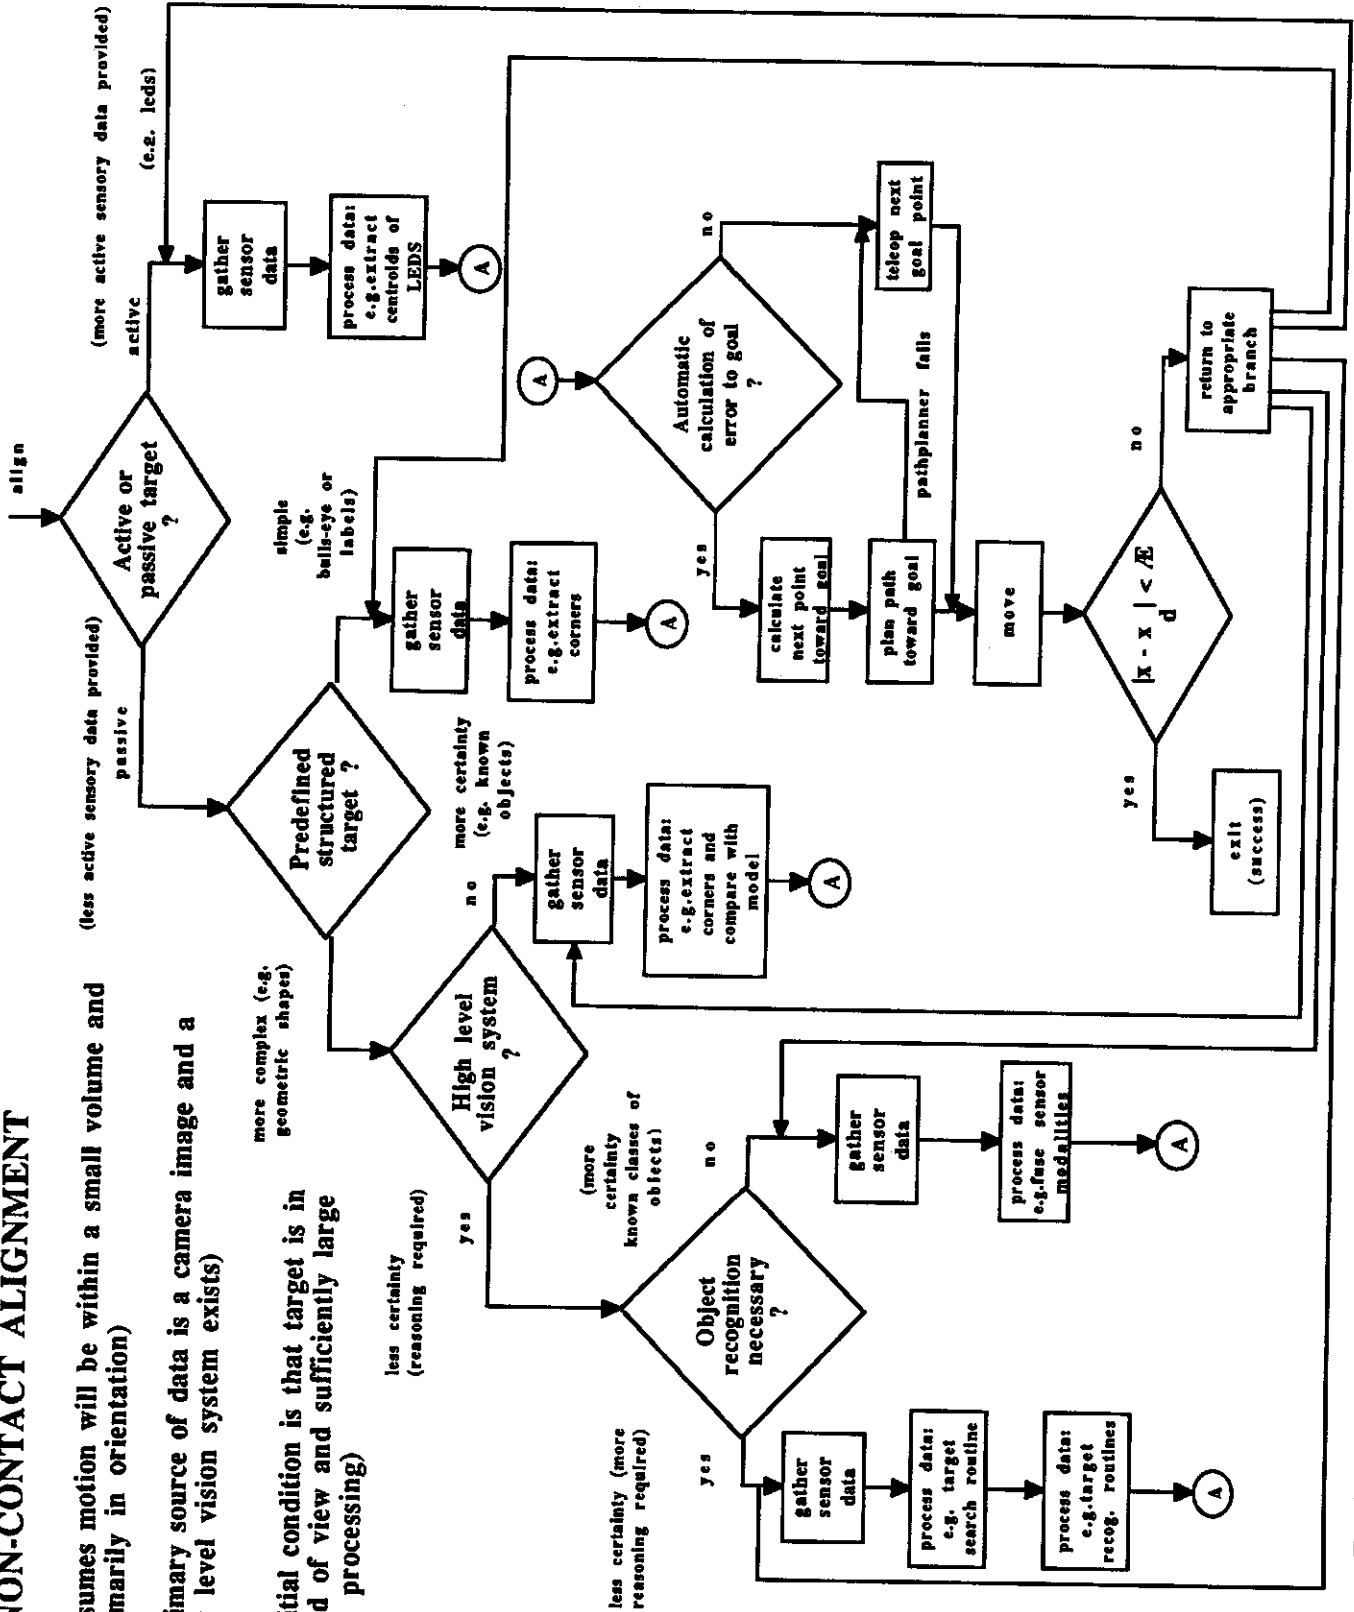 NON-CONTACT ALIGNMENT
sumes motion will be within a small volume and
marily in orientation)
imary source of data is a camera image and a
level vision system exists)
itial condition is that target is in
d of view and sufficiently large
processing)
align
Active or
passive target
?
(less active sensory data provided)
passive
(more active sensory data provided)
active
(e.g. leds)
gather
sensor
data
process data:
e.g.extract
centroids of
LEDS
A
Predefined
structured
target ?
more complex (e.g.
geometric shapes)
simple
(e.g.
bulls-eye or
labels)
gather
sensor
data
process data:
e.g.extract
corners
A
High level
vision system
?
less certainty
(reasoning required)
yes
more certainty
(e.g. known
objects)
no
gather
sensor
data
process data:
e.g.extract
corners and
compare with
model
A
Object
recognition
necessary
?
less certainty (more
reasoning required)
yes
(more
certainty
known classes of
objects)
no
gather
sensor
data
process data:
e.g. target
search routine
process data:
e.g.target
recog. routines
A
gather
sensor
data
process data:
e.g.fuse sensor
modalities
A
A
Automatic
calculation of
error to goal
?
yes
no
calculate
next point
toward goal
plan path
toward goal
pathplanner fails
teleop next
goal point
move
|x - x | < Æ
d
yes
no
exit
(success)
return to
appropriate
branch